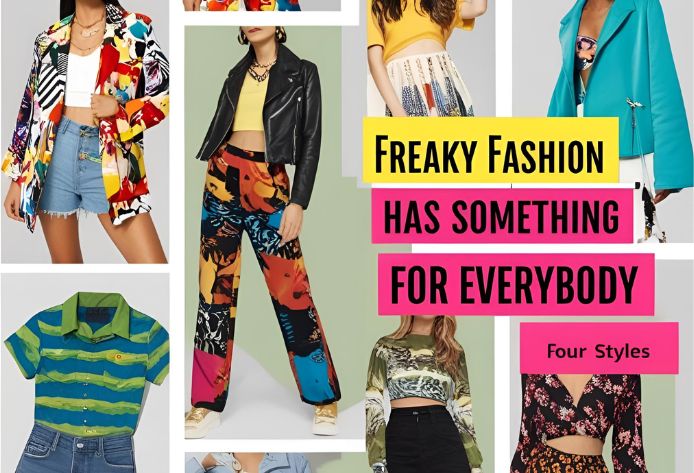 FREAKY FASHION
HAS SOMETHING
FOR EVERYBODY
Four Styles